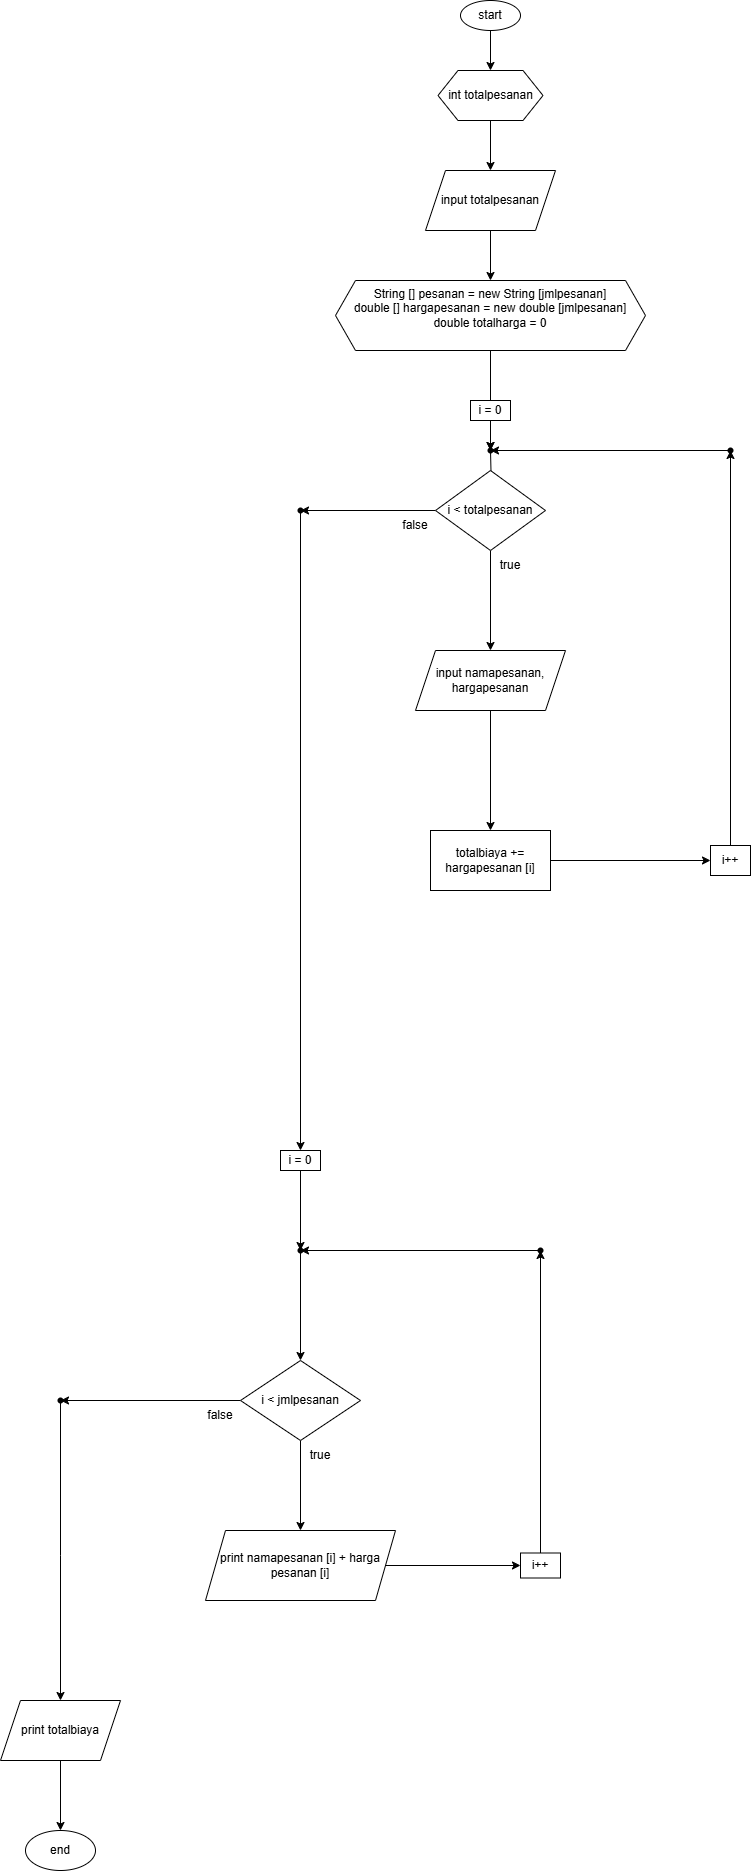 start
int totalpesanan
input totalpesanan
String [] pesanan = new String [jmlpesanan]
double [] hargapesanan = new double [jmlpesanan]
double totalharga = 0
i = 0
i < totalpesanan
false
true
input namapesanan,
hargapesanan
totalbiaya +=
hargapesanan [i]
i++
i = 0
i < jmlpesanan
false
true
print namapesanan [i] + harga
pesanan [i]
i++
print totalbiaya
end